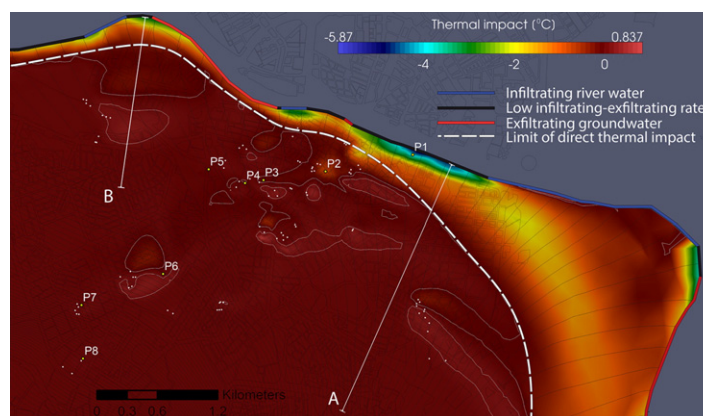 Thermal impact [°C]
-5.87
0.837
-4
-2
0
Infiltrating river water
Low infiltrating-exfiltrating rate
Exfiltrating groundwater
Limit of direct thermal impact
P1
P2
P5
P4
P3
B
P6
P7
P8
A
Kilometers
0
0.3
0.6
1.2